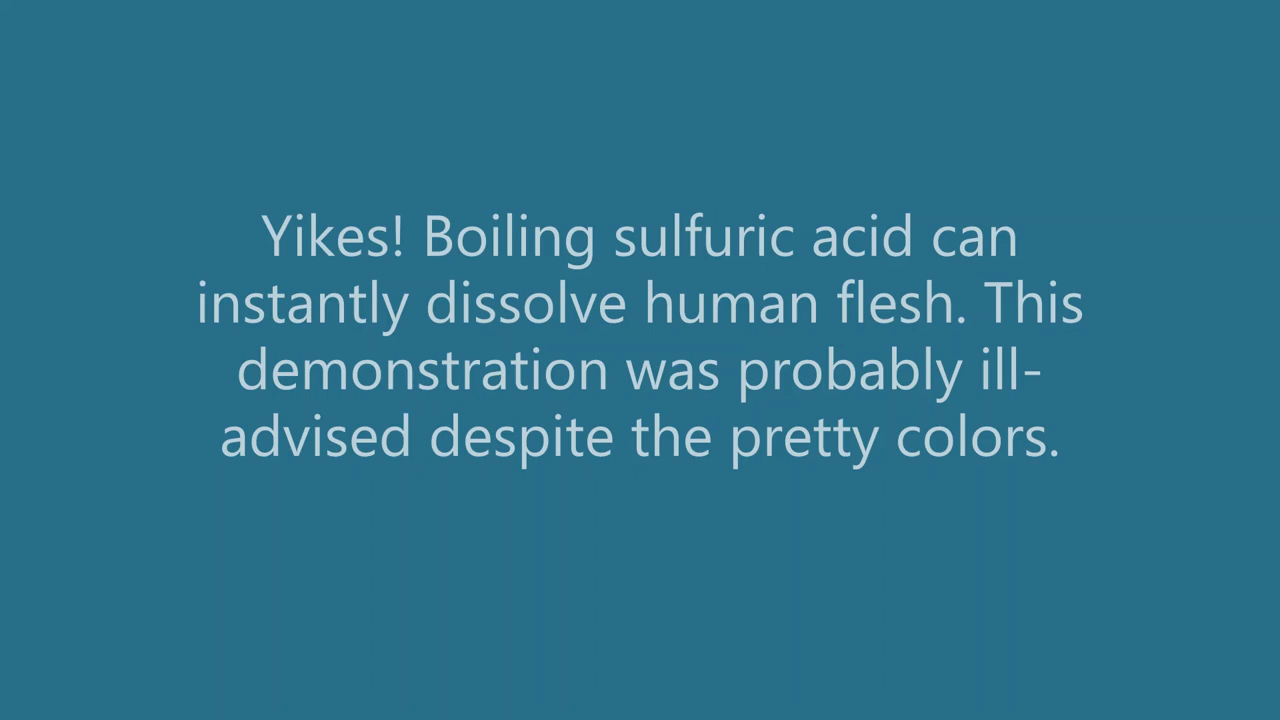 Yikes! Boiling sulfuric acid can
instantly dissolve human flesh. This
demonstration was probably ill-
advised despite the pretty colors.